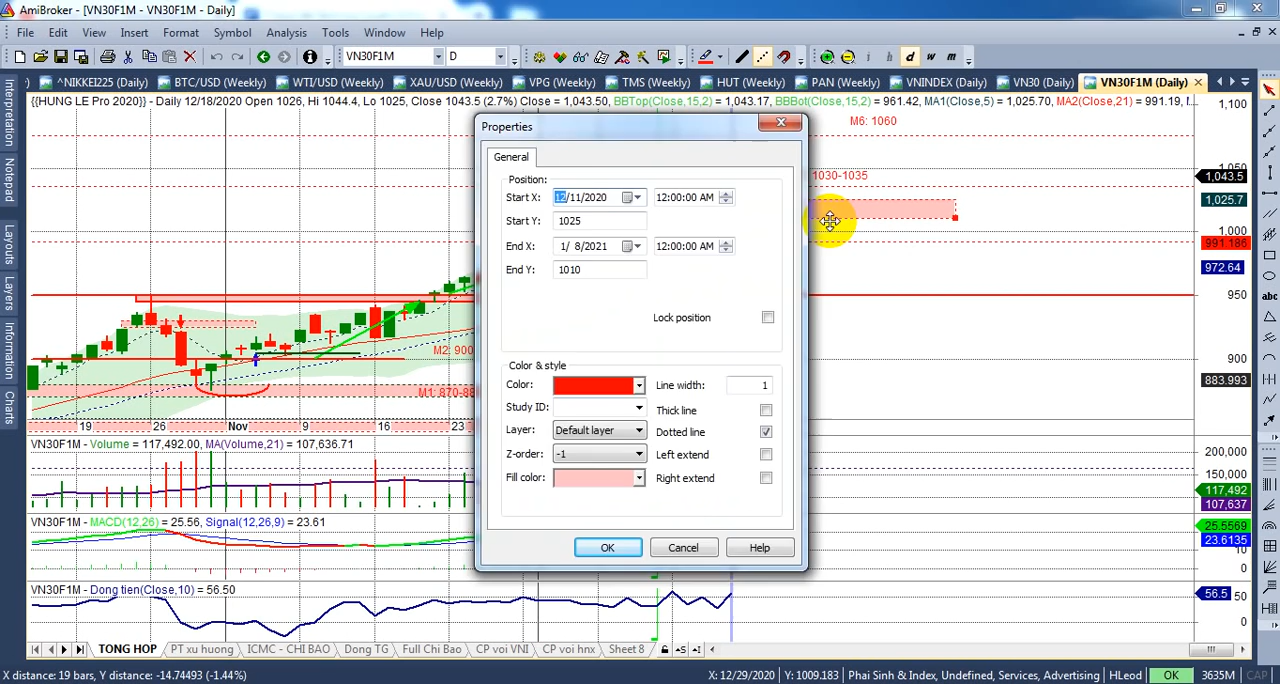 AmiBroker - [VN30F1M - VN30F1M - Daily]
File Edit View Insert Format Symbol Analysis Tools Window Help
VN30F1M D i h i d w m
^NIKKEI225 (Daily) BTC/USD (Weekly) WTI/USD (Weekly) XAU/USD (Weekly) VPG (Weekly) TMS (Weekly) HUT (Weekly) PAN (Weekly) VNINDEX (Daily) VN30 (Daily) VN30F1M (Daily)
{{HUNG LE Pro 2020}} - Daily 12/18/2020 Open 1026, Hi 1044.4, Lo 1025, Close 1043.5 (2.7%) Close = 1,043.50, BBTop(Close,15,2) = 1,043.17, BBBot(Close,15,2) = 961.42, MA1(Close,5) = 1,025.70, MA2(Close,21) = 991.19,
1,100
M6: 1060
1,050
1,043.5
1030-1035
1,025.7
1,000
991.186
972.64
950
M2: 900
900
883.993
M1: 870-88
19 26 Nov 9 16 23
Interpretation
Notepad
Layouts
Layers
Information
Charts
Properties
General
Position:
Start X: 12/11/2020 12:00:00 AM
Start Y: 1025
End X: 1/ 8/2021 12:00:00 AM
End Y: 1010
Lock position
Color & style
Color: Line width: 1
Study ID: Thick line
Layer: Default layer Dotted line
Z-order: -1 Left extend
Fill color: Right extend
OK Cancel Help
abc
VN30F1M - Volume = 117,492.00, MA(Volume,21) = 107,636.71
200,000
150,000
117,492
107,637
VN30F1M - MACD(12,26) = 25.56, Signal(12,26,9) = 23.61
25.5569
23.6135
10
0
VN30F1M - Dong tien(Close,10) = 56.50
56.5
50
0
TONG HOP PT xu huong ICMC - CHI BAO Dong TG Full Chi Bao CP voi VNI CP voi hnx Sheet 8
X distance: 19 bars, Y distance: -14.74493 (-1.44%) X: 12/29/2020 Y: 1009.183 Phai Sinh & Index, Undefined, Services, Advertising HLeod OK 3635M CAP